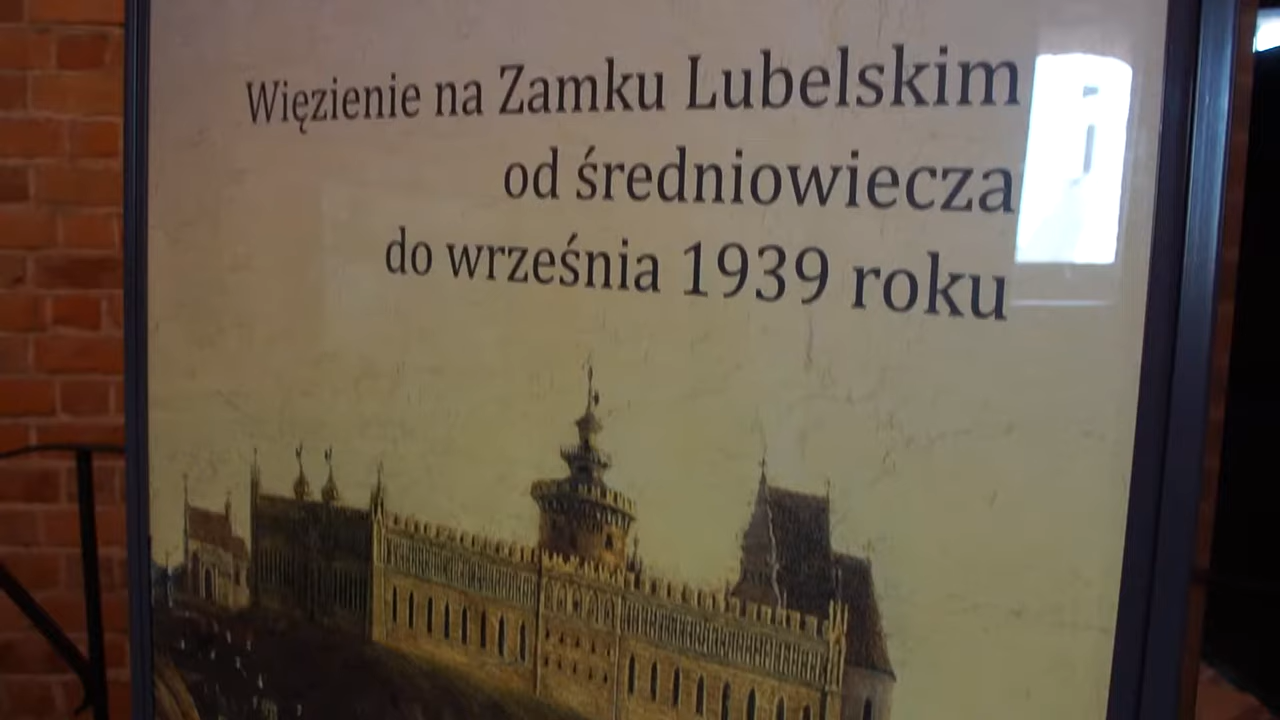 Więzienie na Zamku Lubelskim
od średniowiecza
do września 1939 roku